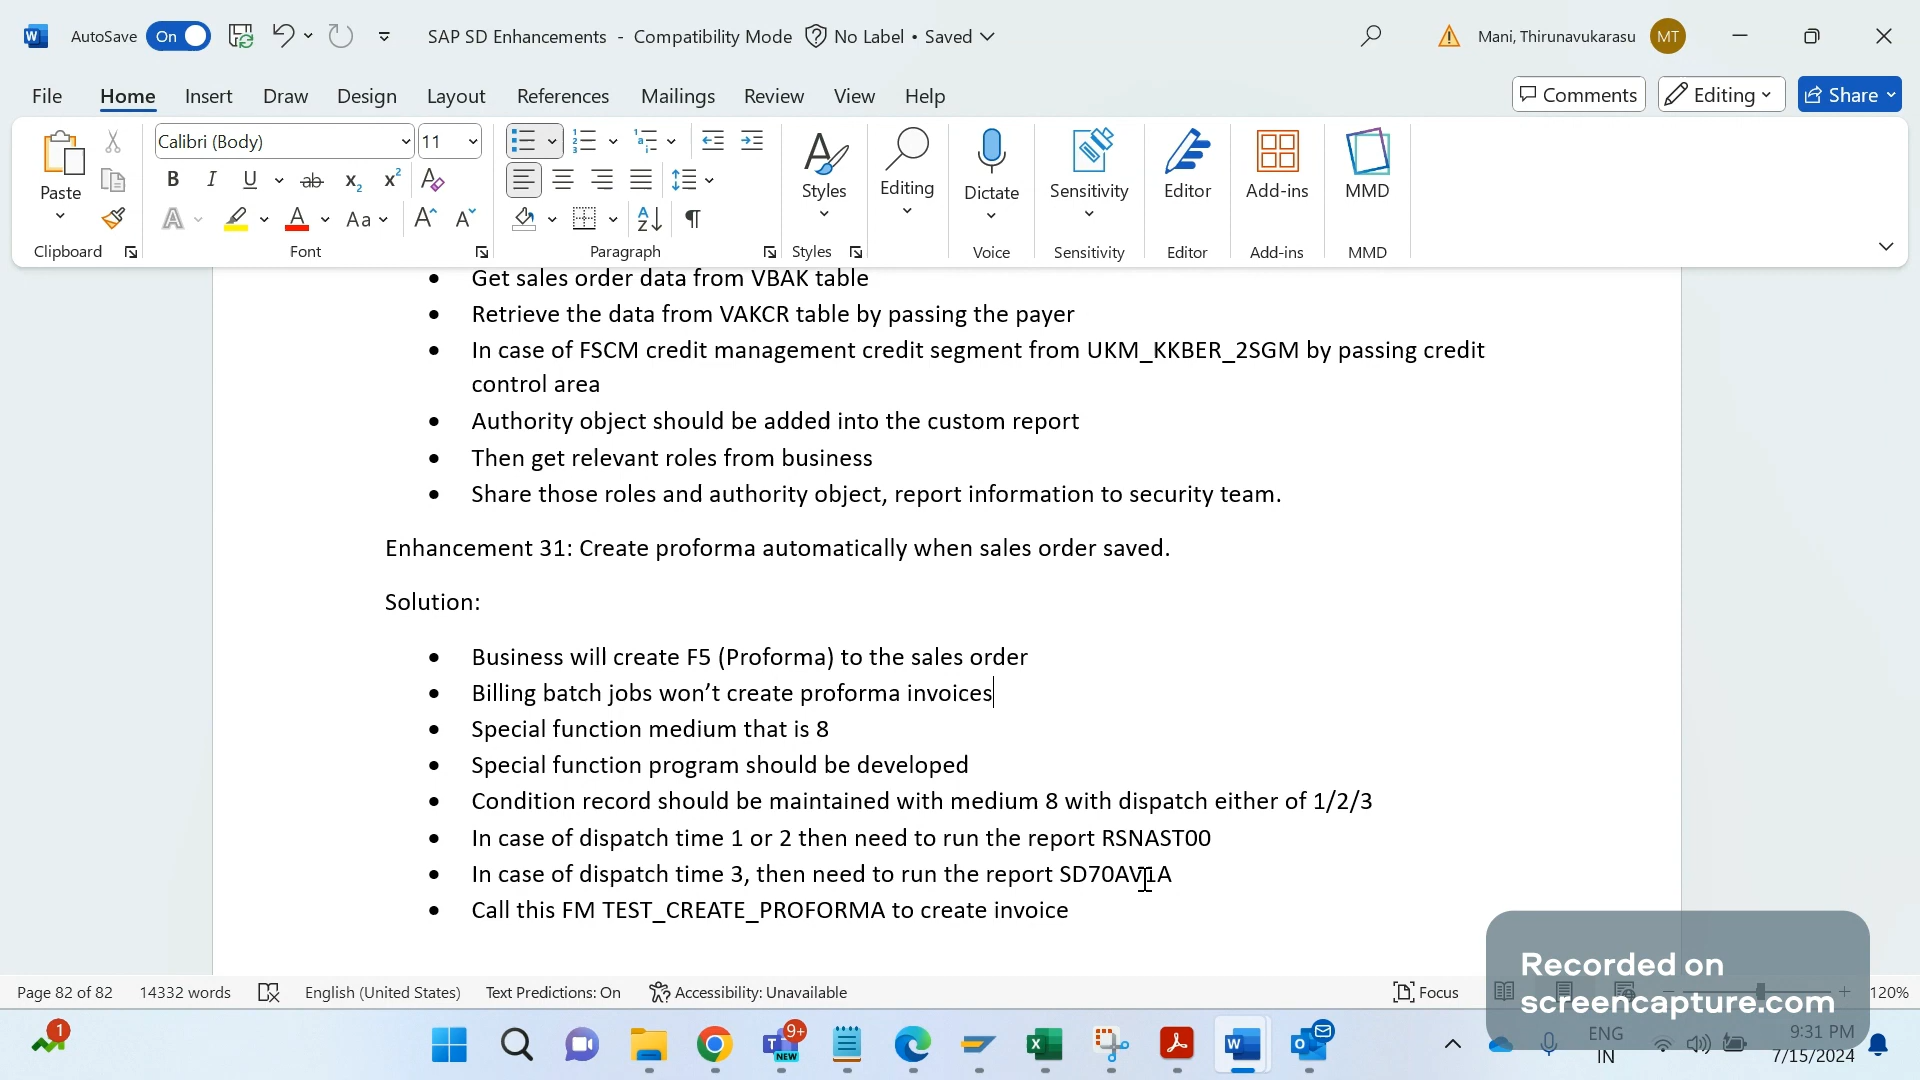 AutoSave On SAP SD Enhancements - Compatibility Mode No Label • Saved Mani, Thirunavukarasu MT
File Home Insert Draw Design Layout References Mailings Review View Help Comments Editing Share
Calibri (Body) 11
Paste Styles Editing Dictate Sensitivity Editor Add-ins MMD
Clipboard Font Paragraph Styles Voice Sensitivity Editor Add-ins MMD
• Get sales order data from VBAK table
• Retrieve the data from VAKCR table by passing the payer
• In case of FSCM credit management credit segment from UKM_KKBER_2SGM by passing credit
control area
• Authority object should be added into the custom report
• Then get relevant roles from business
• Share those roles and authority object, report information to security team.
Enhancement 31: Create proforma automatically when sales order saved.
Solution:
• Business will create F5 (Proforma) to the sales order
• Billing batch jobs won’t create proforma invoices
• Special function medium that is 8
• Special function program should be developed
• Condition record should be maintained with medium 8 with dispatch either of 1/2/3
• In case of dispatch time 1 or 2 then need to run the report RSNAST00
• In case of dispatch time 3, then need to run the report SD70AV1A
• Call this FM TEST_CREATE_PROFORMA to create invoice
Recorded on
screencapture.com
Page 82 of 82 14332 words English (United States) Text Predictions: On Accessibility: Unavailable Focus 120%
1 9+ NEW ENG
IN
9:31 PM
7/15/2024